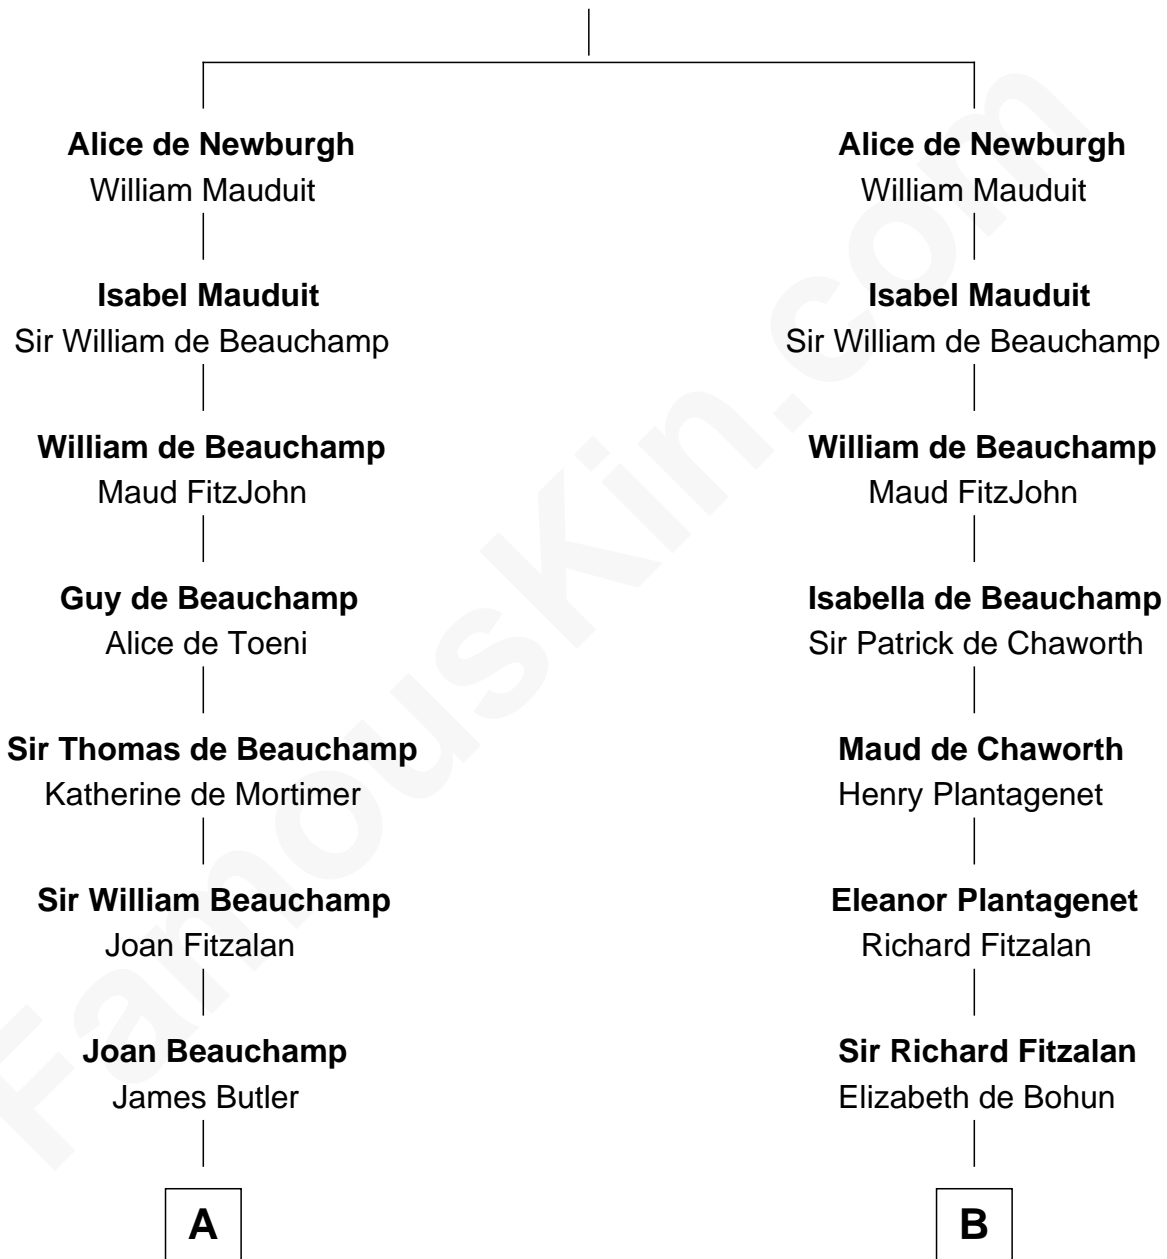 Alice de Newburgh
William Mauduit
Isabel Mauduit
Sir William de Beauchamp
William de Beauchamp
Maud FitzJohn
Guy de Beauchamp
Alice de Toeni
Sir Thomas de Beauchamp
Katherine de Mortimer
Sir William Beauchamp
Joan Fitzalan
Joan Beauchamp
James Butler
A
Alice de Newburgh
William Mauduit
Isabel Mauduit
Sir William de Beauchamp
William de Beauchamp
Maud FitzJohn
Isabella de Beauchamp
Sir Patrick de Chaworth
Maud de Chaworth
Henry Plantagenet
Eleanor Plantagenet
Richard Fitzalan
Sir Richard Fitzalan
Elizabeth de Bohun
B
FamousKin.com